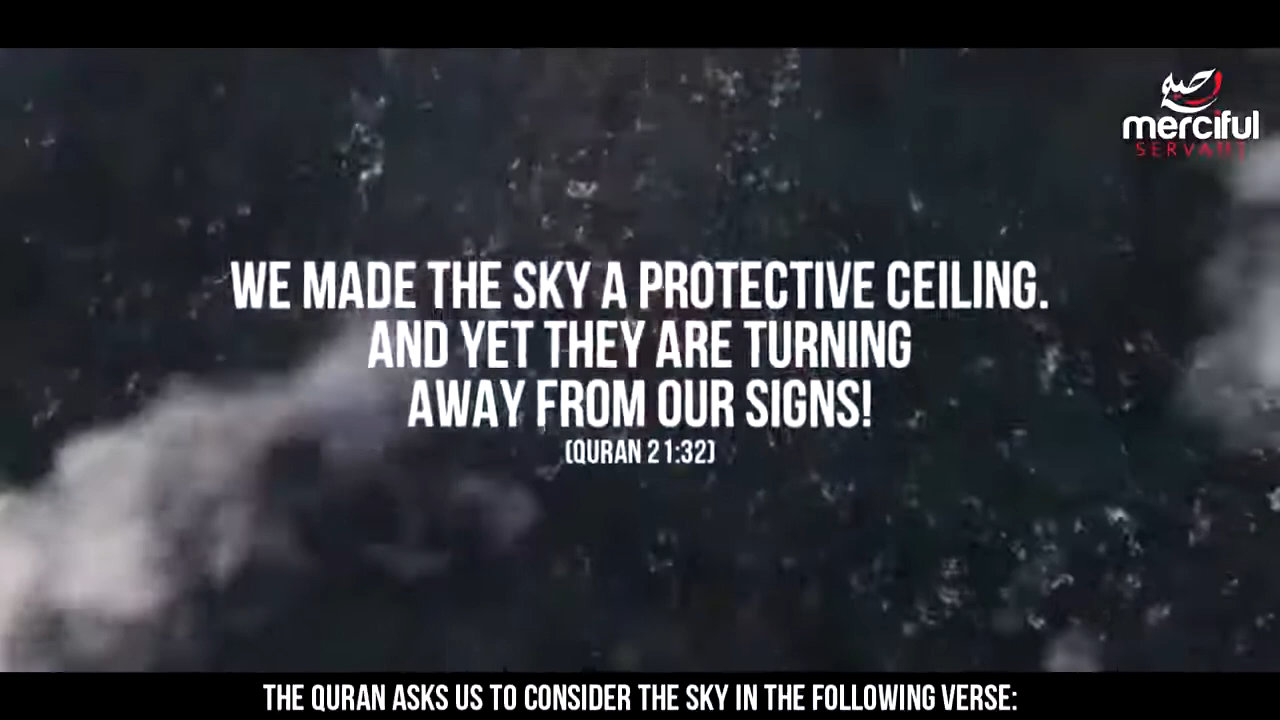 merciful
SERVANT
WE MADE THE SKY A PROTECTIVE CEILING.
AND YET THEY ARE TURNING
AWAY FROM OUR SIGNS!
(QURAN 21:32)
THE QURAN ASKS US TO CONSIDER THE SKY IN THE FOLLOWING VERSE: